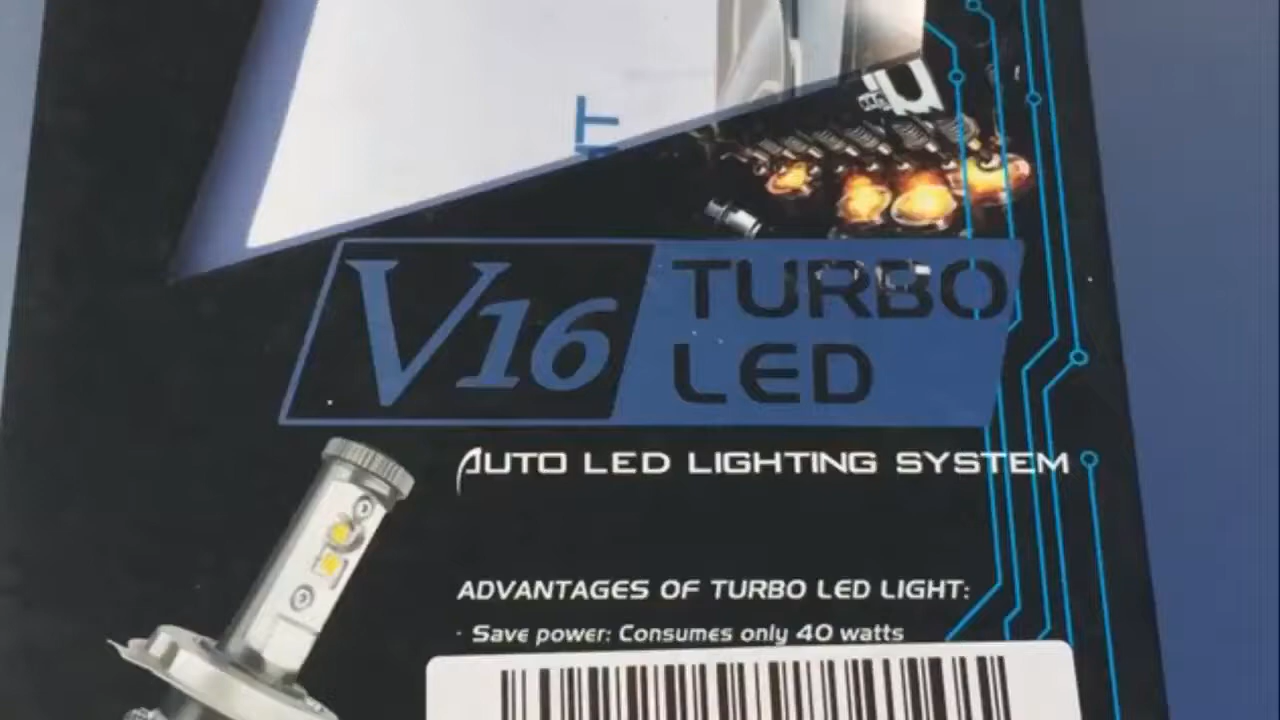 V16 TURBO
LED
AUTO LED LIGHTING SYSTEM
ADVANTAGES OF TURBO LED LIGHT:
· Save power: Consumes only 40 watts